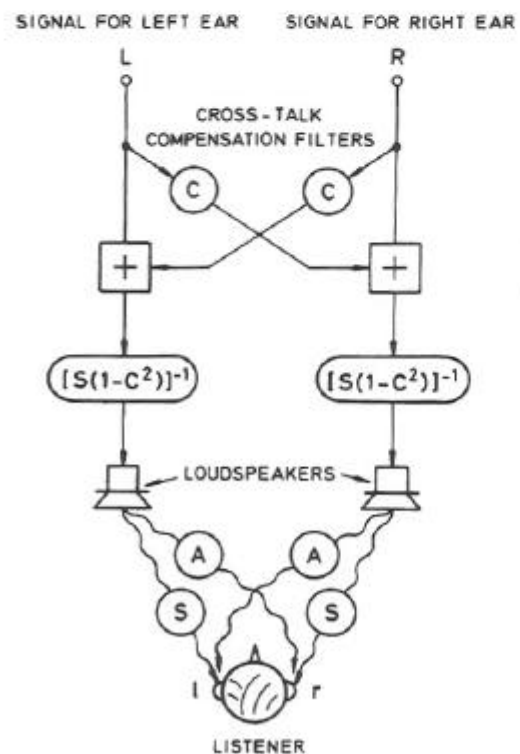 SIGNAL FOR LEFT EAR SIGNAL FOR RIGHT EAR
L R
CROSS-TALK
COMPENSATION FILTERS
C C
+ +
[S(1-C²)]⁻¹ [S(1-C²)]⁻¹
LOUDSPEAKERS
A A
S S
l r
LISTENER